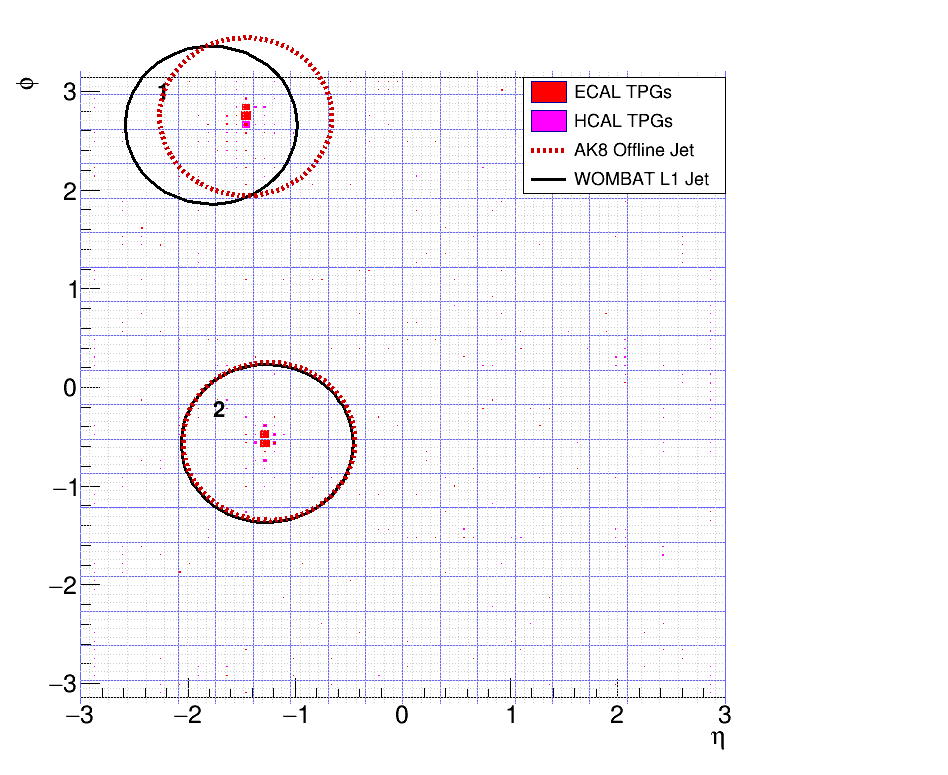 ϕ
3
2
1
0
−1
−2
−3
−3 −2 −1 0 1 2 3
η
1
2
ECAL TPGs
HCAL TPGs
AK8 Offline Jet
WOMBAT L1 Jet